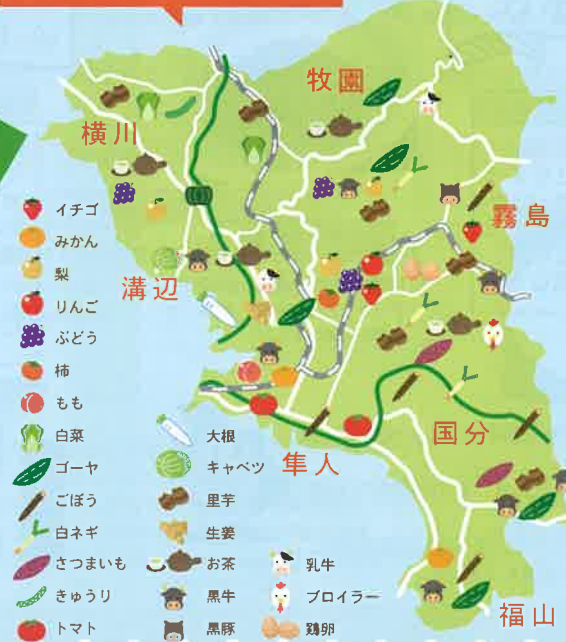 牧園
横川
霧島
溝辺
国分
隼人
福山
イチゴ
みかん
梨
りんご
ぶどう
柿
もも
白菜
ゴーヤ
ごぼう
白ネギ
さつまいも
きゅうり
トマト
大根
キャベツ
里芋
生姜
お茶
黒牛
黒豚
乳牛
ブロイラー
鶏卵